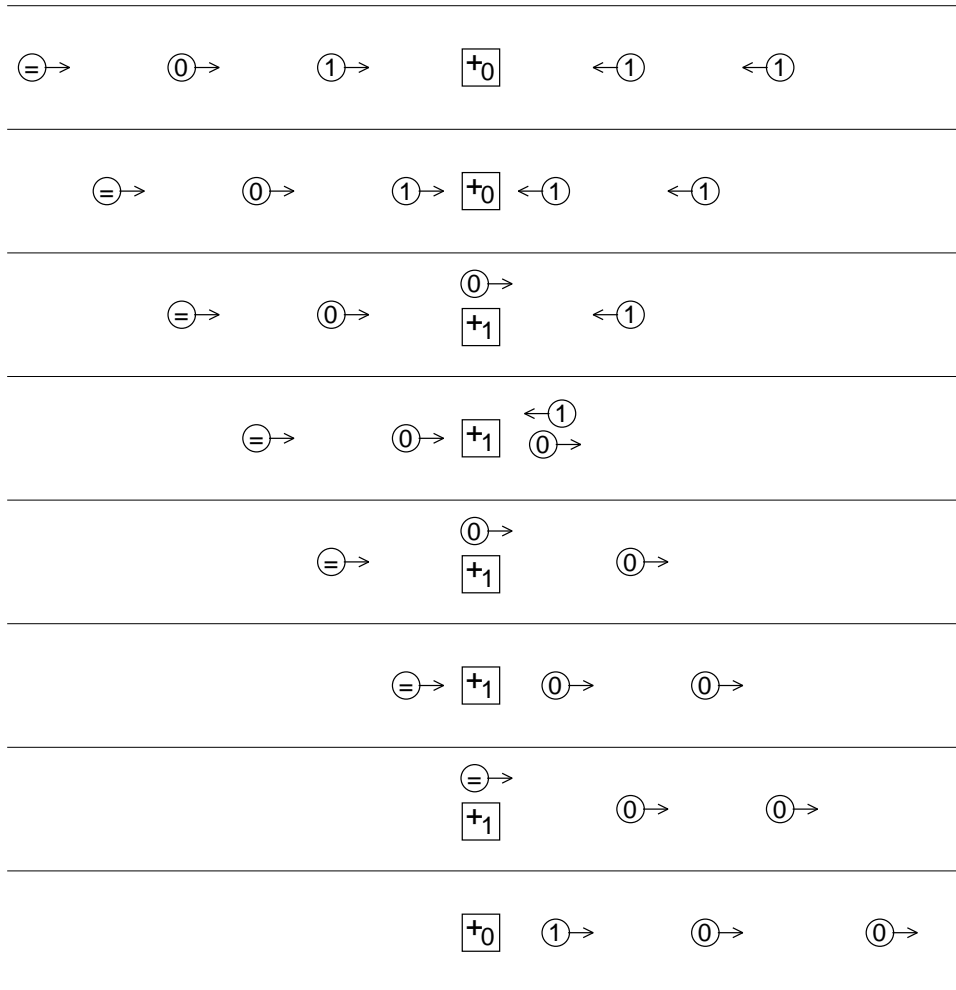 = 0 1 +0 1 1
= 0 1 +0 1 1
0
= 0 +1 1
1
= 0 +1 0
0
= +1 0
= +1 0 0
=
+1 0 0
+0 1 0 0